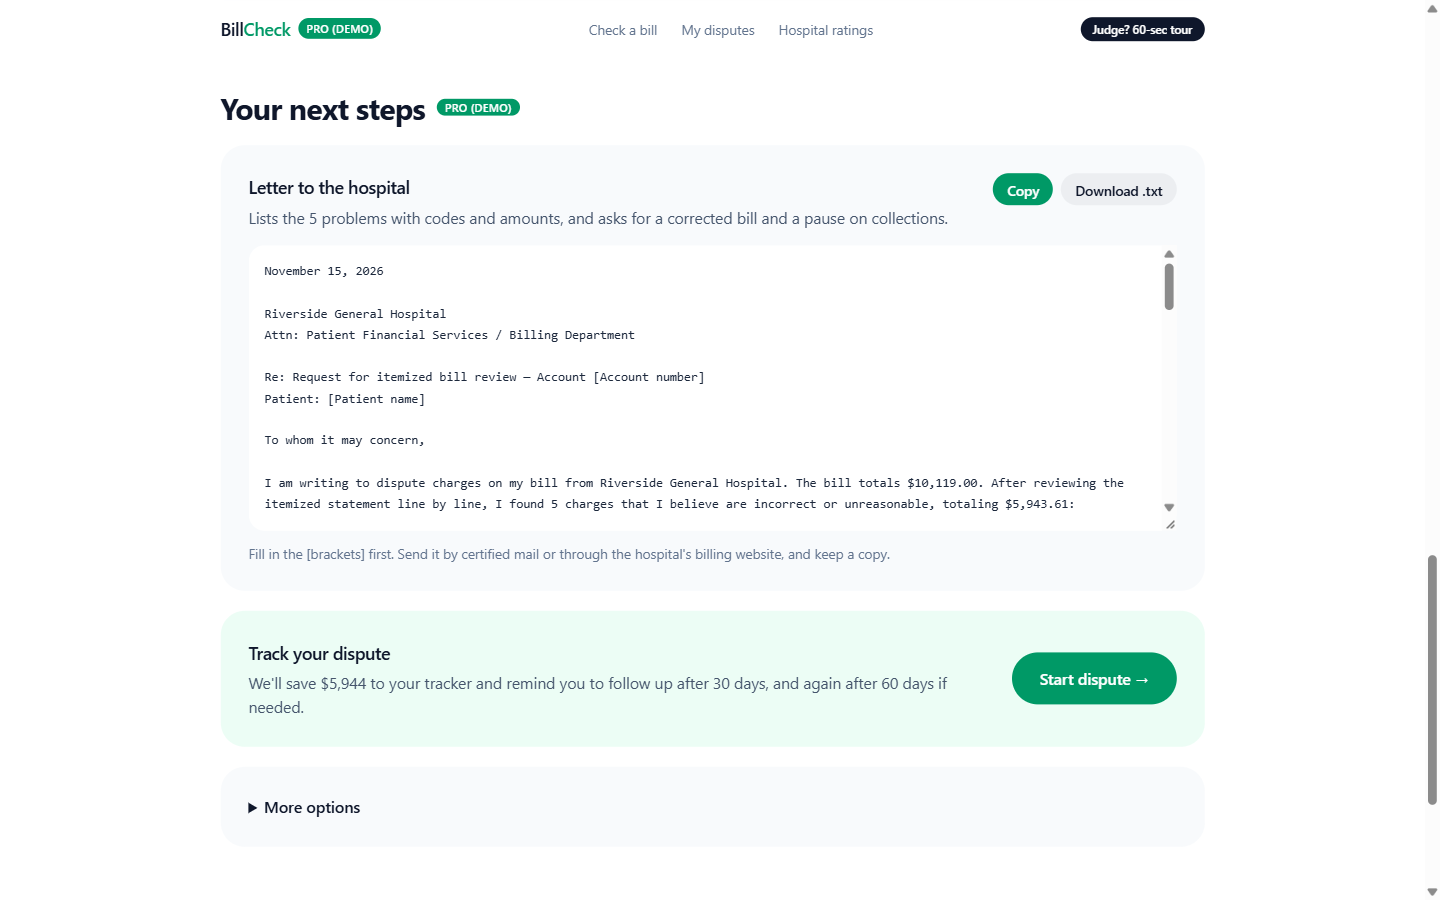 BillCheck PRO (DEMO) Check a bill My disputes Hospital ratings Judge? 60-sec tour
Your next steps PRO (DEMO)
Letter to the hospital
Copy Download .txt
Lists the 5 problems with codes and amounts, and asks for a corrected bill and a pause on collections.
November 15, 2026
Riverside General Hospital
Attn: Patient Financial Services / Billing Department
Re: Request for itemized bill review — Account [Account number]
Patient: [Patient name]
To whom it may concern,
I am writing to dispute charges on my bill from Riverside General Hospital. The bill totals $10,119.00. After reviewing the
itemized statement line by line, I found 5 charges that I believe are incorrect or unreasonable, totaling $5,943.61:
Fill in the [brackets] first. Send it by certified mail or through the hospital's billing website, and keep a copy.
Track your dispute
We'll save $5,944 to your tracker and remind you to follow up after 30 days, and again after 60 days if
needed.
Start dispute →
▶ More options